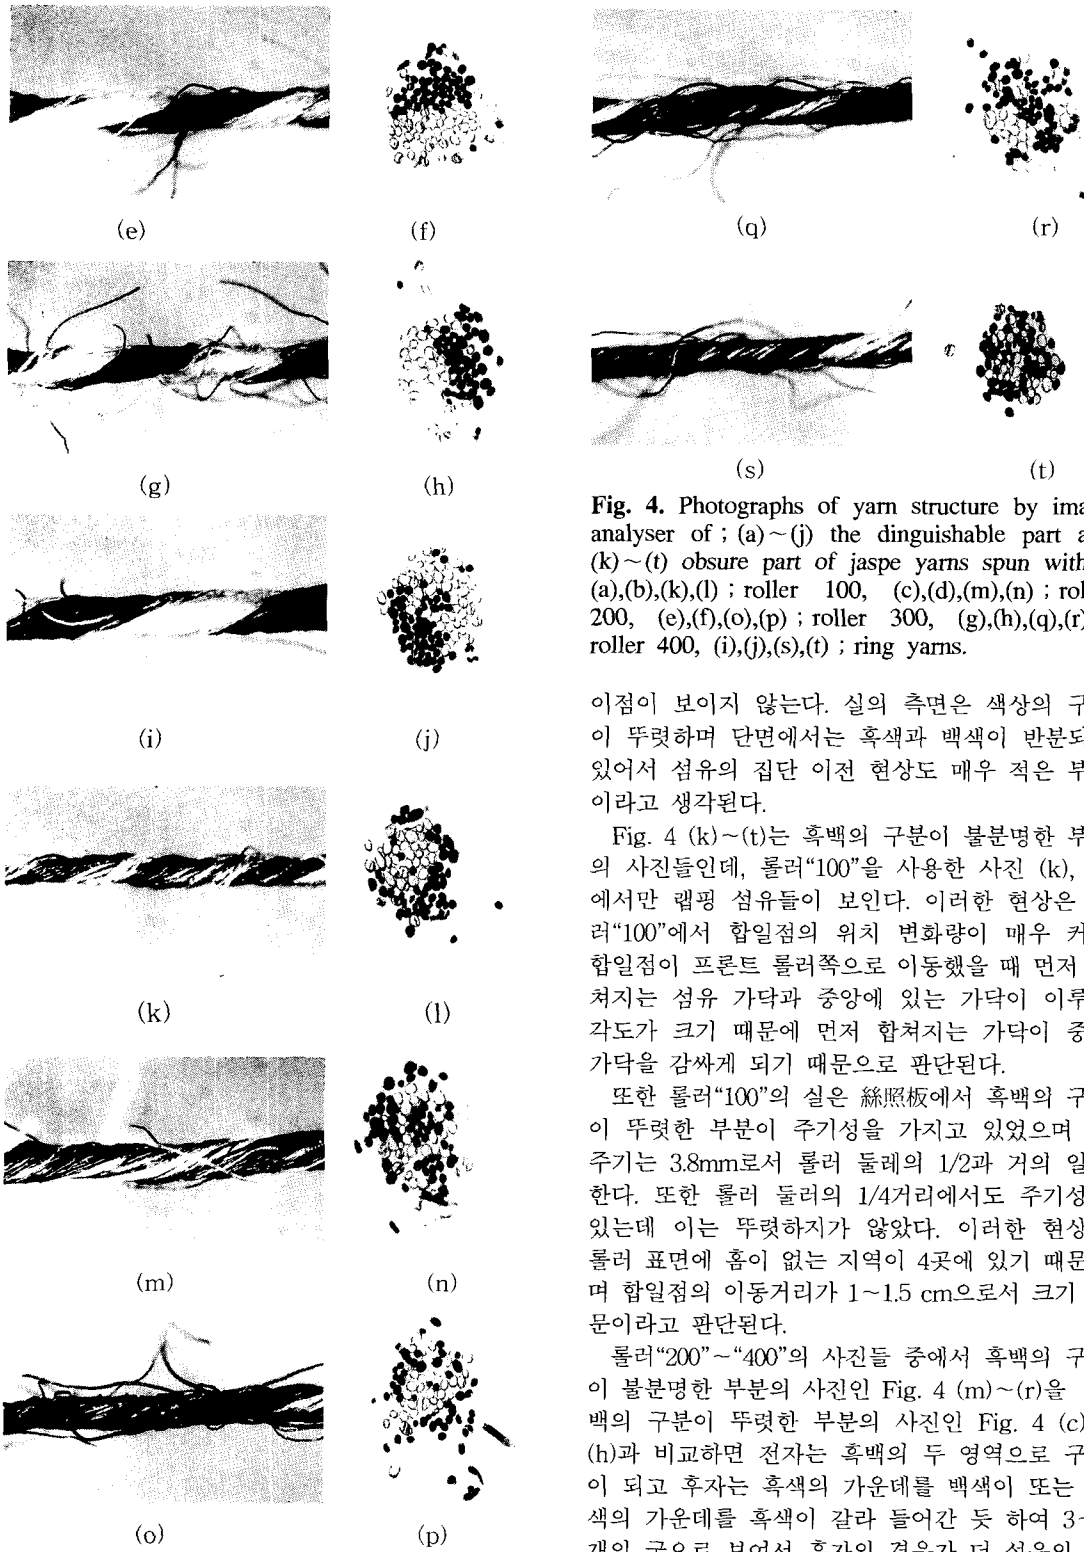 (e)
(f)
(g)
(h)
(i)
(j)
(k)
(l)
(m)
(n)
(o)
(p)
(q)
(r)
(s)
(t)
Fig. 4. Photographs of yarn structure by
analyser of ; (a)~(j) the dinguishable part
(k)~(t) obsure part of jaspe yarns spun with
(a),(b),(k),(l) ; roller 100, (c),(d),(m),(n) ;
200, (e),(f),(o),(p) ; roller 300, (g),(h),(q),(r)
roller 400, (i),(j),(s),(t) ; ring yarns.
이점이 보이지 않는다. 실의 측면은 색상의 구
이 뚜렷하며 단면에서는 흑색과 백색이 반분되
있어서 섬유의 집단 이전 현상도 매우 적은 부
이라고 생각된다.
Fig. 4 (k)~(t)는 흑백의 구분이 불분명한 부
의 사진들인데, 롤러“100”을 사용한 사진 (k),
에서만 랩핑 섬유들이 보인다. 이러한 현상은
러“100”에서 합일점의 위치 변화량이 매우 커
합일점이 프론트 롤러쪽으로 이동했을 때 먼저
쳐지는 섬유 가닥과 중앙에 있는 가닥이 이루
각도가 크기 때문에 먼저 합쳐지는 가닥이 중
가닥을 감싸게 되기 때문으로 판단된다.
또한 롤러“100”의 실은 絲照板에서 흑백의 구
이 뚜렷한 부분이 주기성을 가지고 있었으며
주기는 3.8mm로서 롤러 둘레의 1/2과 거의 일
한다. 또한 롤러 둘러의 1/4거리에서도 주기성
있는데 이는 뚜렷하지가 않았다. 이러한 현상
롤러 표면에 홈이 없는 지역이 4곳에 있기 때문
며 합일점의 이동거리가 1~1.5 cm으로서 크기
문이라고 판단된다.
롤러“200”~“400”의 사진들 중에서 흑백의 구
이 불분명한 부분의 사진인 Fig. 4 (m)~(r)을
백의 구분이 뚜렷한 부분의 사진인 Fig. 4 (c)
(h)과 비교하면 전자는 흑백의 두 영역으로 구
이 되고 후자는 흑색의 가운데를 백색이 또는
색의 가운데를 흑색이 갈라 들어간 듯 하여 3